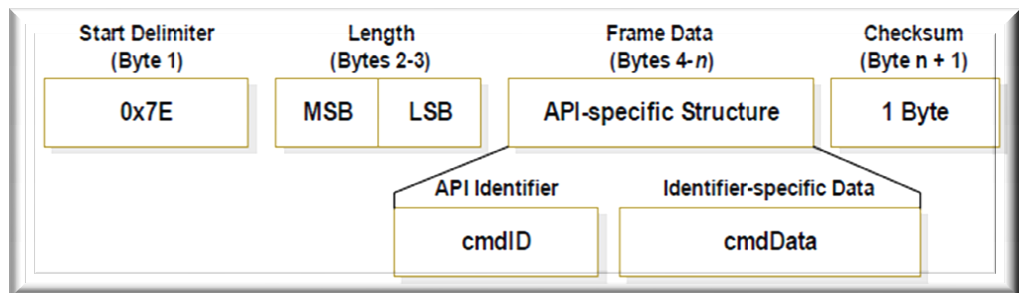 Start Delimiter
(Byte 1)
Length
(Bytes 2-3)
Frame Data
(Bytes 4-n)
Checksum
(Byte n + 1)
0x7E
MSB
LSB
API-specific Structure
1 Byte
API Identifier
Identifier-specific Data
cmdID
cmdData